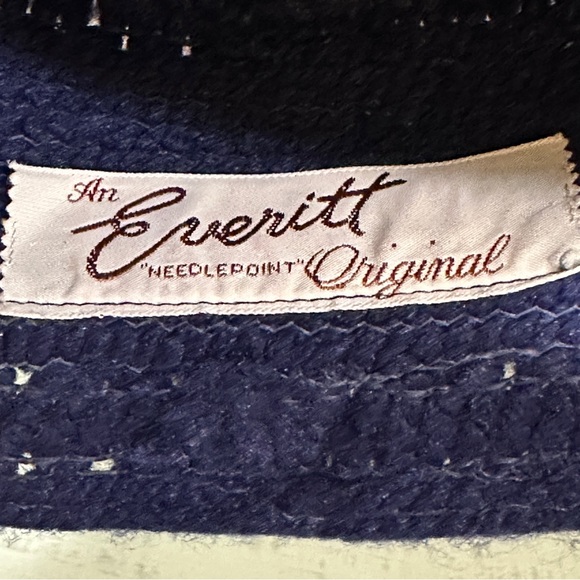 An
Everitt
"NEEDLEPOINT" Original